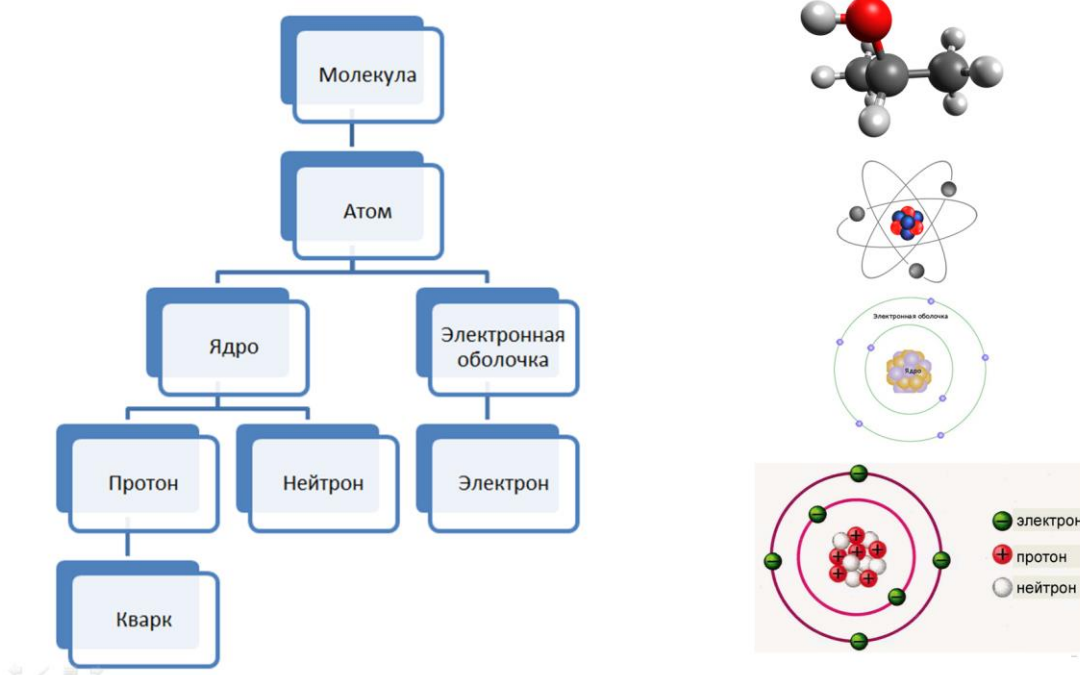 Молекула
Атом
Ядро
Электронная
оболочка
Протон
Нейтрон
Электрон
Кварк
Электронная оболочка
Ядро
электрон
протон
нейтрон